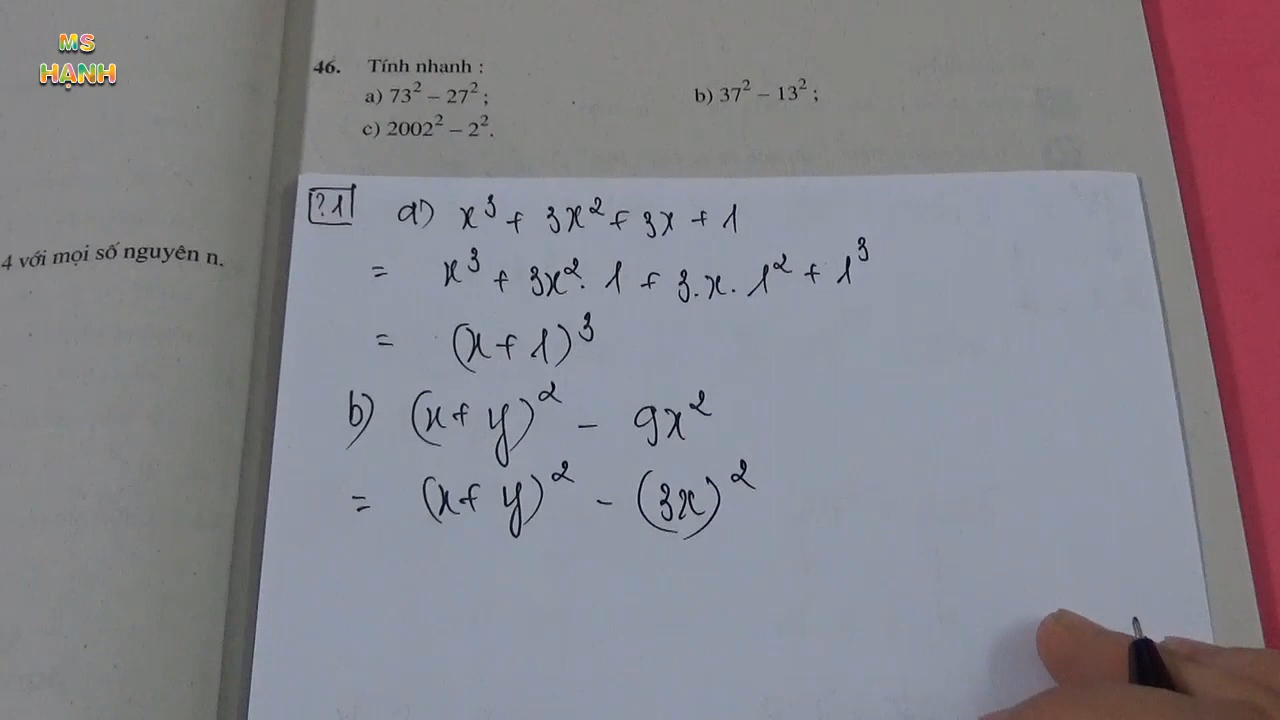 MS
HẠNH
46. Tính nhanh :
a) 73² – 27² ; b) 37² – 13² ;
c) 2002² – 2².
4 với mọi số nguyên n.
?1 a) x³ + 3x² + 3x + 1
= x³ + 3x² . 1 + 3 . x . 1² + 1³
= (x + 1)³
b) (x + y)² – 9x²
= (x + y)² – (3x)²